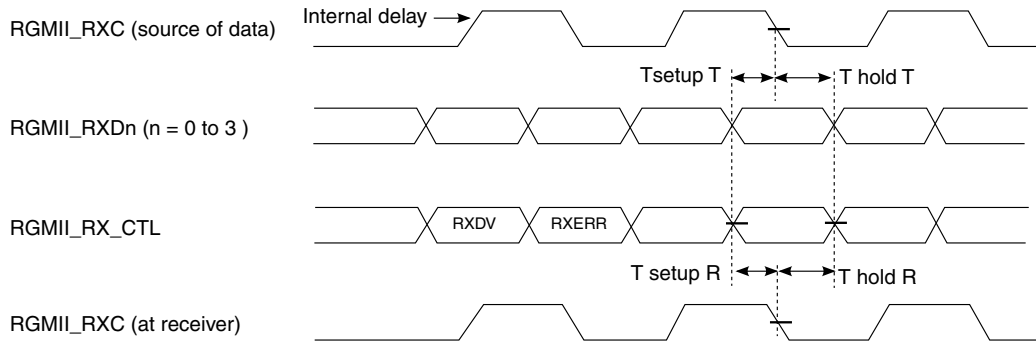 Internal delay
RGMII_RXC (source of data)
Tsetup T
T hold T
RGMII_RXDn (n = 0 to 3 )
RGMII_RX_CTL
RXDV
RXERR
T setup R
T hold R
RGMII_RXC (at receiver)